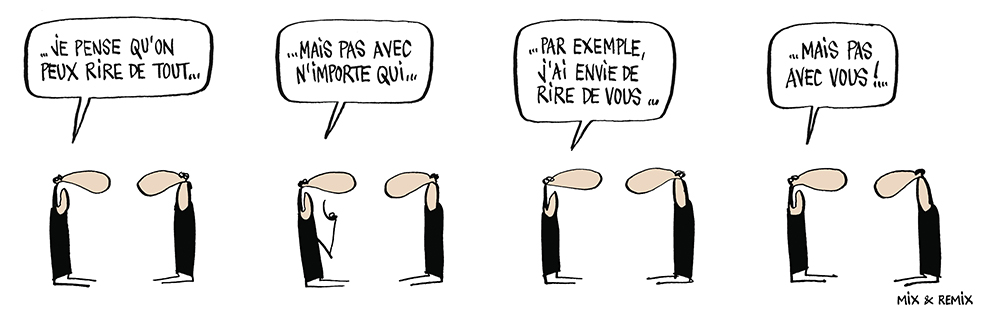 ...JE PENSE QU'ON
PEUX RIRE DE TOUT...
...MAIS PAS AVEC
N'IMPORTE QUI...
...PAR EXEMPLE,
J'AI ENVIE DE
RIRE DE VOUS...
...MAIS PAS
AVEC VOUS!...
MIX & REMIX